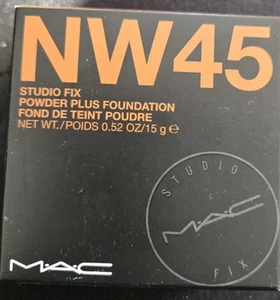 NW45
STUDIO FIX
POWDER PLUS FOUNDATION
FOND DE TEINT POUDRE
NET WT./POIDS 0.52 OZ/15 g ℮
STUDIO
M·A·C
FIX
M·A·C